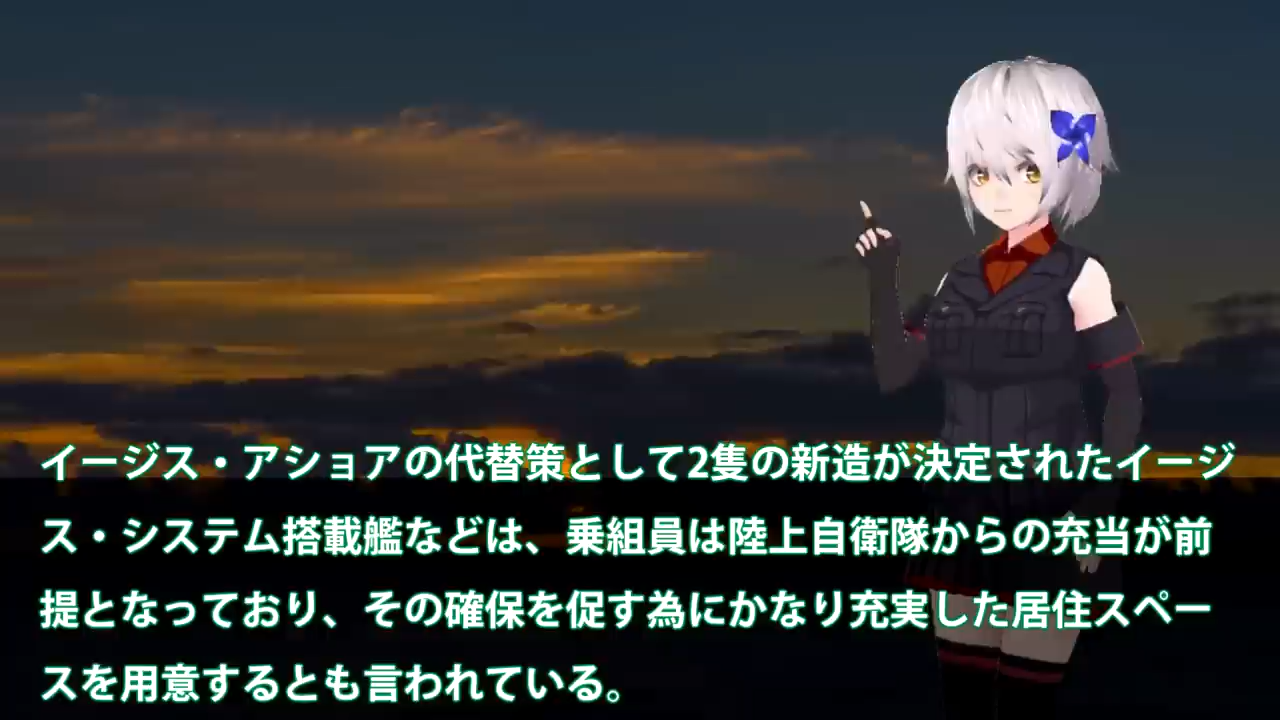 イージス・アショアの代替策として2隻の新造が決定されたイージ
ス・システム搭載艦などは、乗組員は陸上自衛隊からの充当が前
提となっており、その確保を促す為にかなり充実した居住スペー
スを用意するとも言われている。